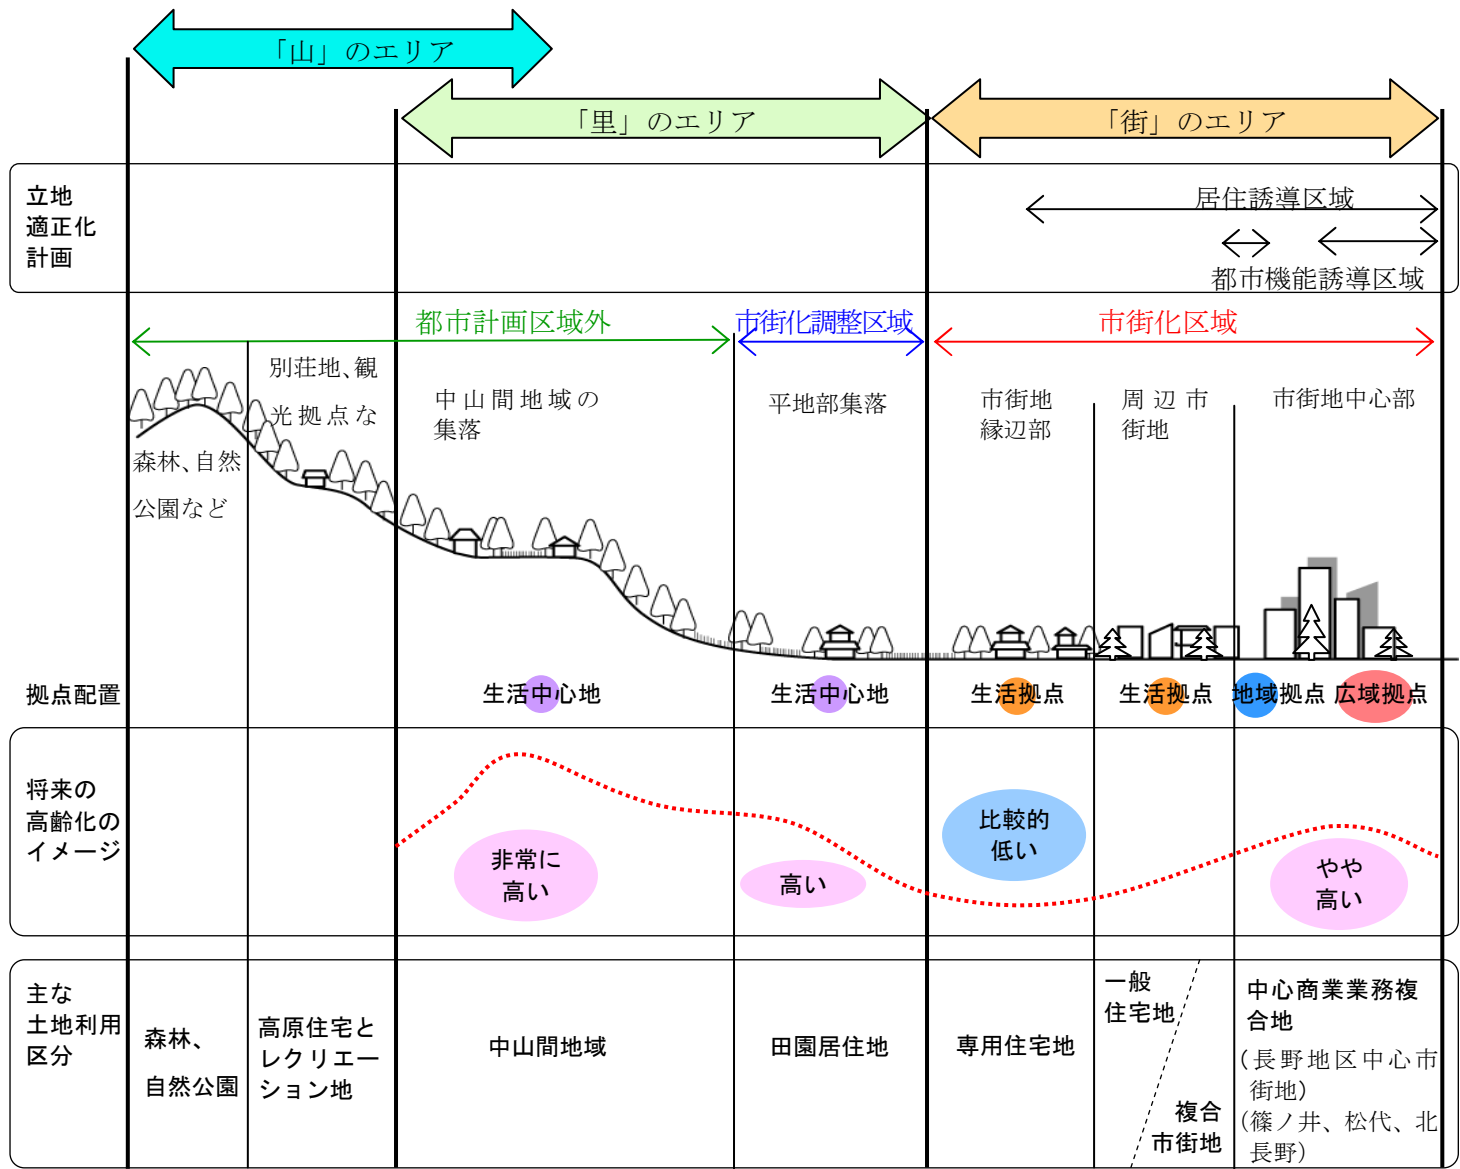 「山」のエリア
「里」のエリア
「街」のエリア
立地
適正化
計画
居住誘導区域
都市機能誘導区域
都市計画区域外
市街化調整区域
市街化区域
別荘地、観
光拠点な
森林、自然
公園など
中山間地域の
集落
平地部集落
市街地
縁辺部
周辺市
街地
市街地中心部
拠点配置
生活中心地
生活中心地
生活拠点
生活拠点
地域拠点
広域拠点
将来の
高齢化の
イメージ
非常に
高い
高い
比較的
低い
やや
高い
主な
土地利用
区分
森林、
自然公園
高原住宅と
レクリエー
ション地
中山間地域
田園居住地
専用住宅地
一般
住宅地
複合
市街地
中心商業業務複
合地
(長野地区中心市
街地)
(篠ノ井、松代、北
長野)